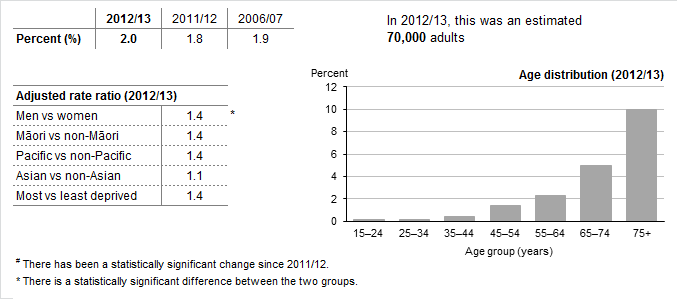 2012/13 2011/12 2006/07
Percent (%) 2.0 1.8 1.9
In 2012/13, this was an estimated
70,000 adults
Adjusted rate ratio (2012/13)
Men vs women 1.4 *
Māori vs non-Māori 1.4
Pacific vs non-Pacific 1.4
Asian vs non-Asian 1.1
Most vs least deprived 1.4
Percent Age distribution (2012/13)
12
10
8
6
4
2
0
15–24 25–34 35–44 45–54 55–64 65–74 75+
Age group (years)
# There has been a statistically significant change since 2011/12.
* There is a statistically significant difference between the two groups.